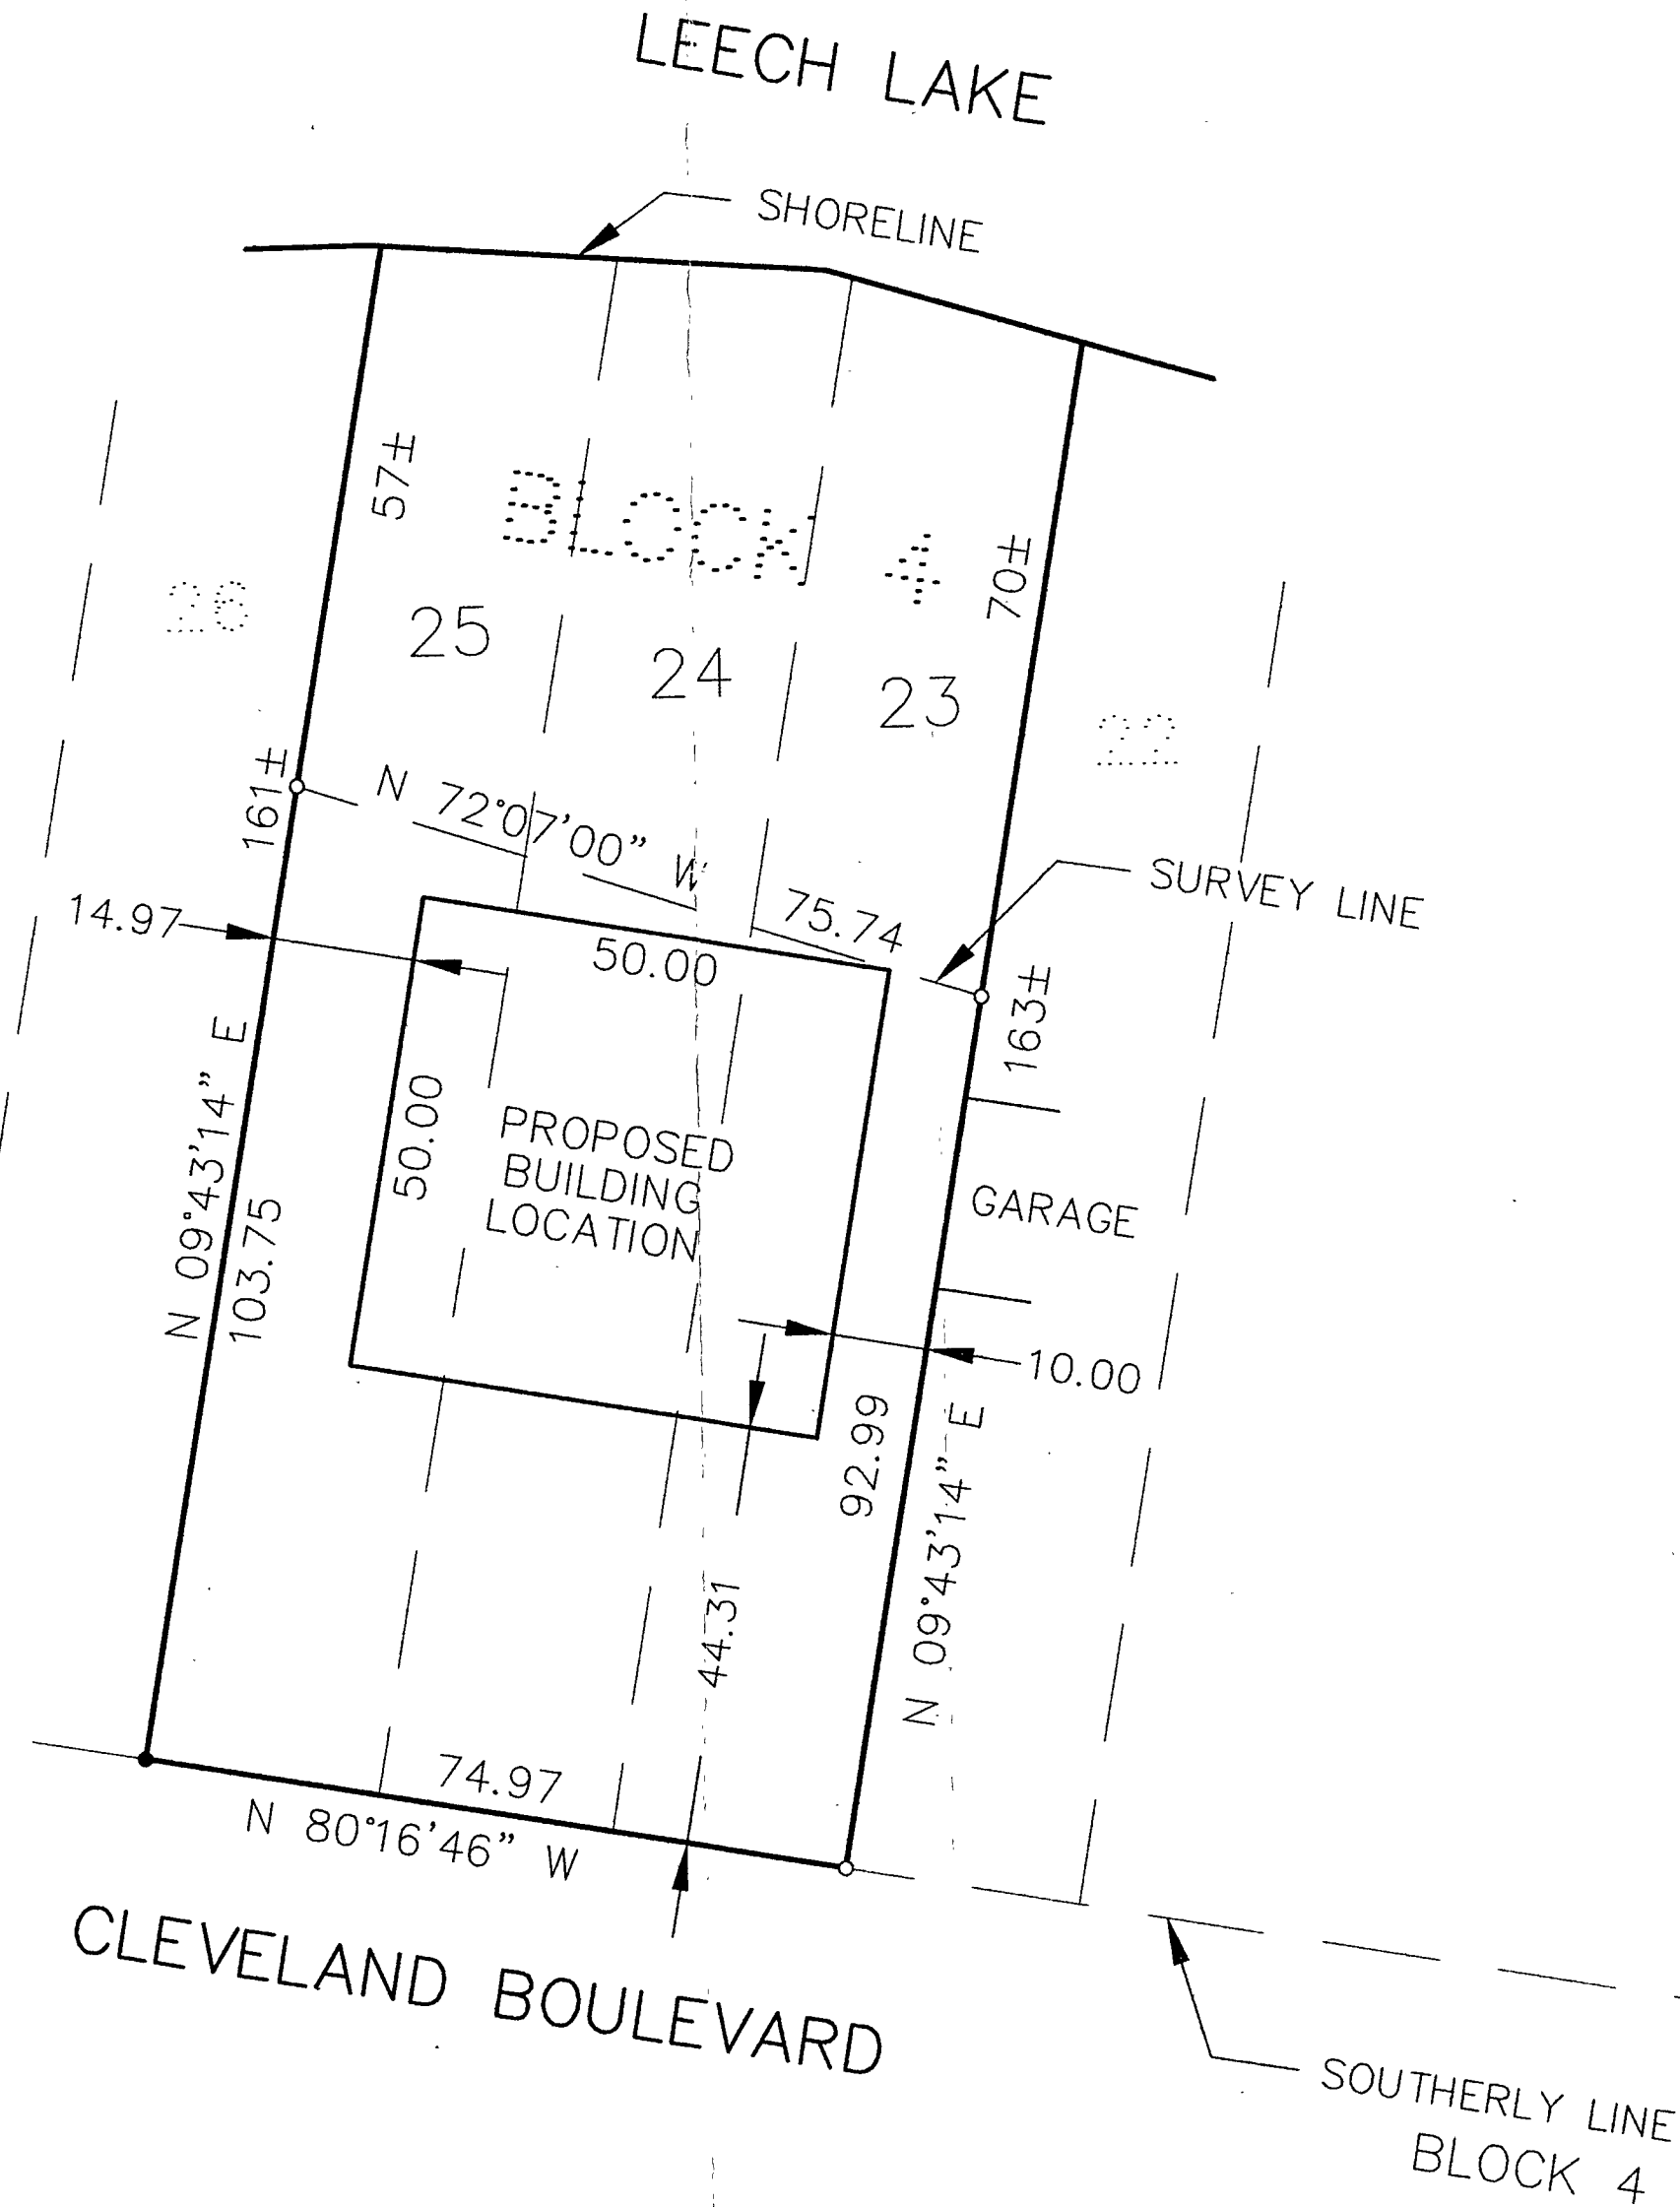 LEECH LAKE
SHORELINE
57±
BLOCK 4
70±
26
25
24
23
22
161±
N 72°07'00" W
75.74
SURVEY LINE
14.97
50.00
163±
N 09°43'14" E
103.75
50.00
PROPOSED
BUILDING
LOCATION
GARAGE
10.00
92.99
N 09°43'14" E
44.31
74.97
N 80°16'46" W
CLEVELAND BOULEVARD
SOUTHERLY LINE
BLOCK 4